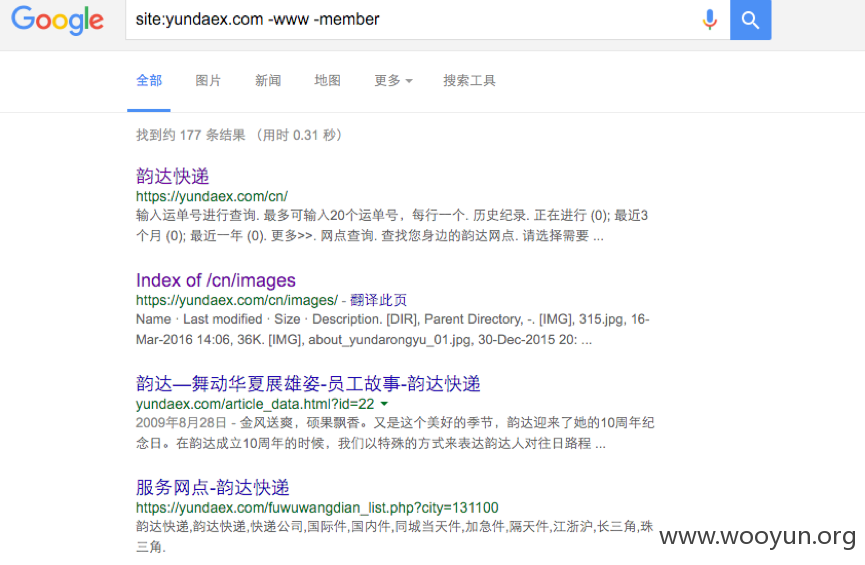 Google
site:yundaex.com -www -member
全部 图片 新闻 地图 更多 搜索工具
找到约 177 条结果 （用时 0.31 秒）
韵达快递
https://yundaex.com/cn/
输入运单号进行查询. 最多可输入20个运单号，每行一个. 历史纪录. 正在进行 (0); 最近3
个月 (0); 最近一年 (0). 更多>>. 网点查询. 查找您身边的韵达网点. 请选择需要 ...
Index of /cn/images
https://yundaex.com/cn/images/ - 翻译此页
Name · Last modified · Size · Description. [DIR], Parent Directory, -. [IMG], 315.jpg, 16-
Mar-2016 14:06, 36K. [IMG], about_yundarongyu_01.jpg, 30-Dec-2015 20: ...
韵达—舞动华夏展雄姿-员工故事-韵达快递
yundaex.com/article_data.html?id=22
2009年8月28日 - 金风送爽，硕果飘香。又是这个美好的季节，韵达迎来了她的10周年纪
念日。在韵达成立10周年的时候，我们以特殊的方式来表达韵达人对往日路程 ...
服务网点-韵达快递
https://yundaex.com/fuwuwangdian_list.php?city=131100
韵达快递,韵达快递,快递公司,国际件,国内件,同城当天件,加急件,隔天件,江浙沪,长三角,珠
三角.
www.wooyun.org